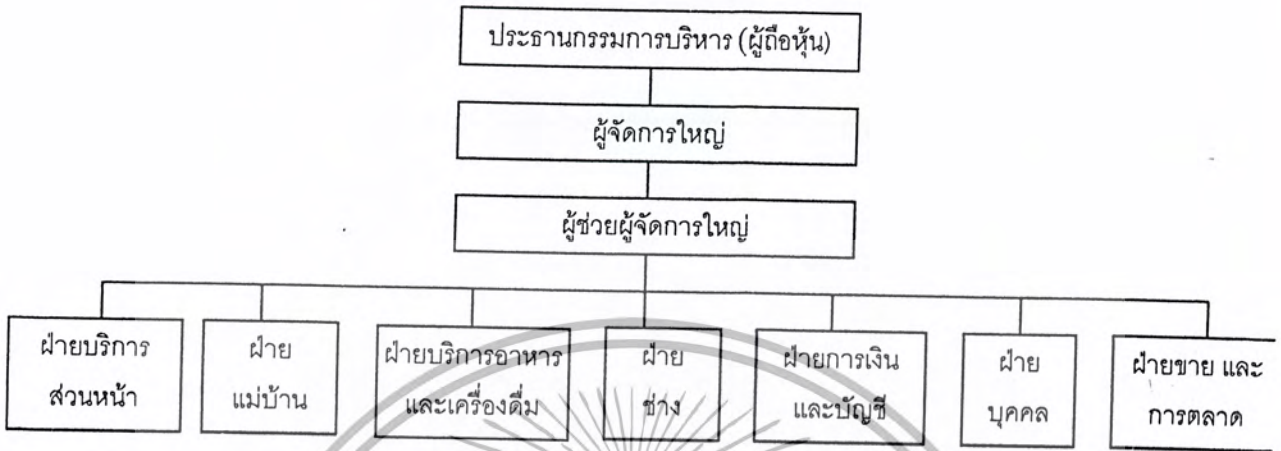 ประธานกรรมการบริหาร (ผู้ถือหุ้น)
ผู้จัดการใหญ่
ผู้ช่วยผู้จัดการใหญ่
ฝ่ายบริการ
ส่วนหน้า
ฝ่าย
แม่บ้าน
ฝ่ายบริการอาหาร
และเครื่องดื่ม
ฝ่าย
ช่าง
ฝ่ายการเงิน
และบัญชี
ฝ่าย
บุคคล
ฝ่ายขาย และ
การตลาด